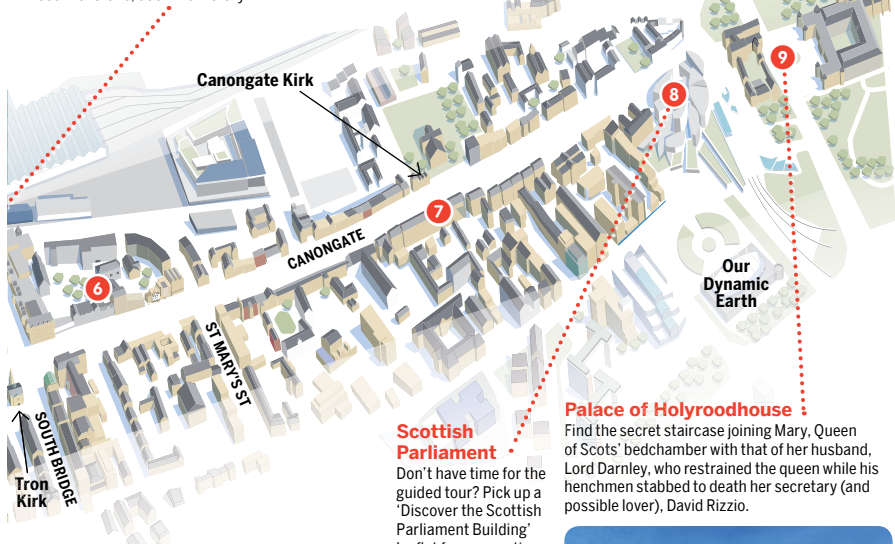 Canongate Kirk
9
8
7
CANONGATE
6
Our
Dynamic
Earth
ST MARY'S ST
SOUTH BRIDGE
Tron
Kirk
Scottish
Parliament
Don't have time for the
guided tour? Pick up a
'Discover the Scottish
Parliament Building'
Palace of Holyroodhouse
Find the secret staircase joining Mary, Queen
of Scots' bedchamber with that of her husband,
Lord Darnley, who restrained the queen while his
henchmen stabbed to death her secretary (and
possible lover), David Rizzio.